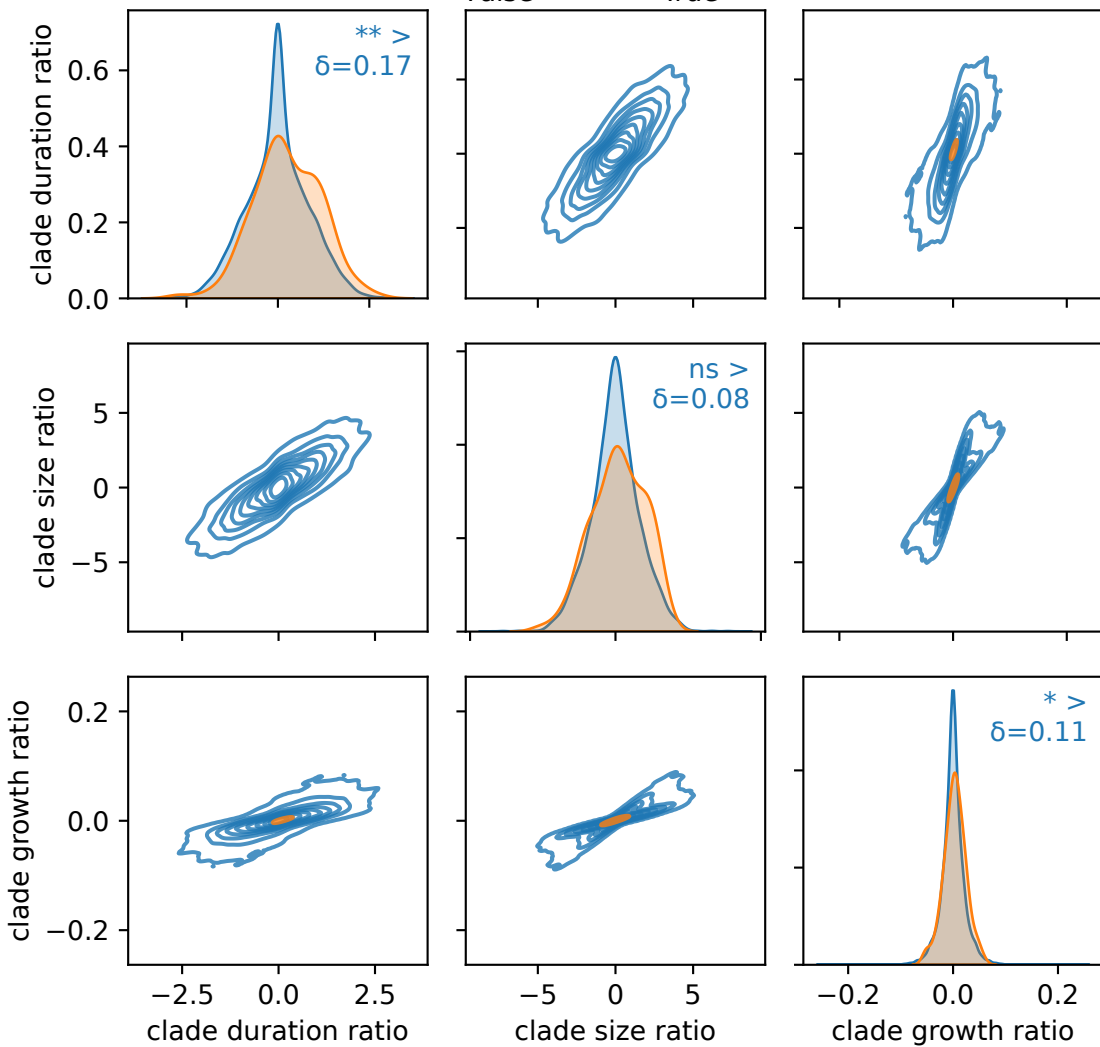 clade duration ratio
0.6
0.4
0.2
0.0
** >
δ=0.17
clade size ratio
5
0
−5
ns >
δ=0.08
clade growth ratio
0.2
0.0
−0.2
* >
δ=0.11
−2.5 0.0 2.5
−5 0 5
−0.2 0.0 0.2
clade duration ratio
clade size ratio
clade growth ratio